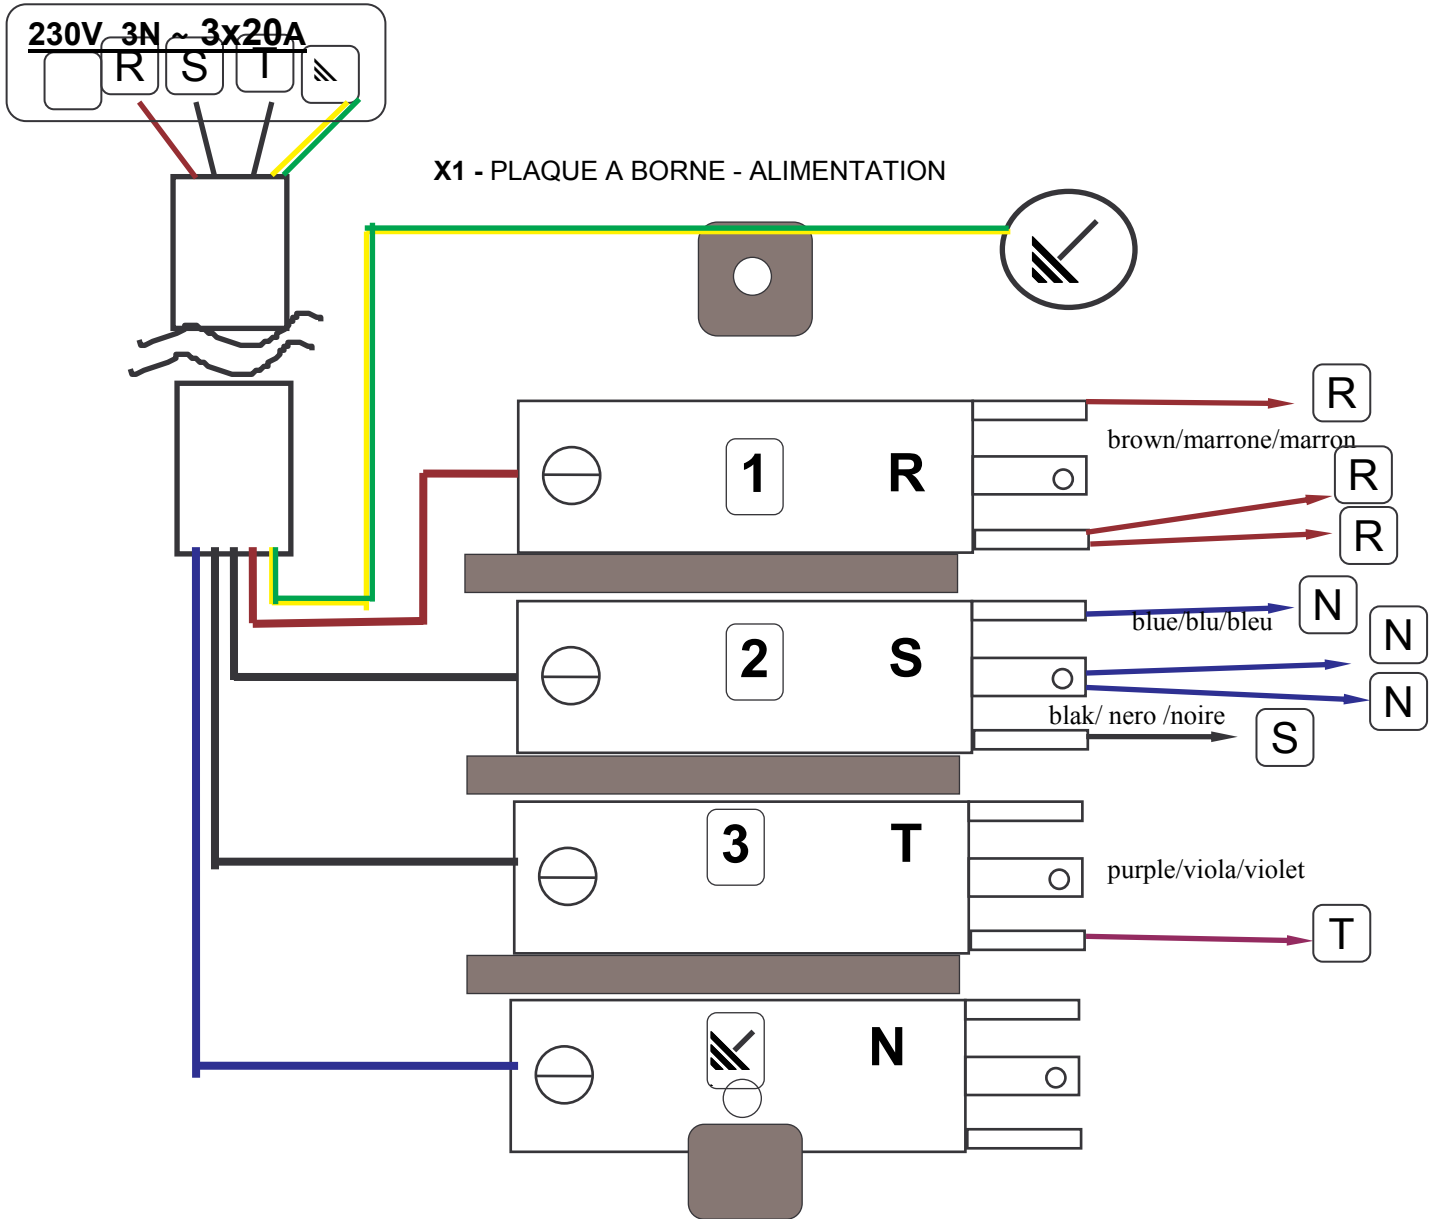 230V 3N ~ 3x20A
R S T
X1 - PLAQUE A BORNE - ALIMENTATION
R
brown/marrone/marron
1 R
R
R
N
blue/blu/bleu
N
2 S
N
blak/ nero /noire
S
3 T
purple/viola/violet
T
N